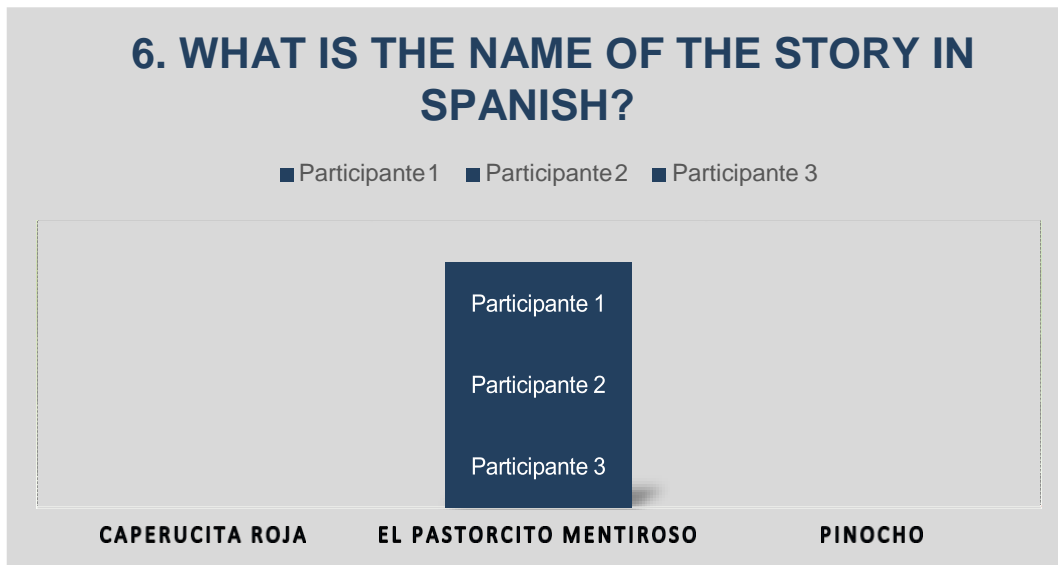 6. WHAT IS THE NAME OF THE STORY IN
SPANISH?
Participante 1 Participante 2 Participante 3
Participante 1
Participante 2
Participante 3
CAPERUCITA ROJA EL PASTORCITO MENTIROSO PINOCHO